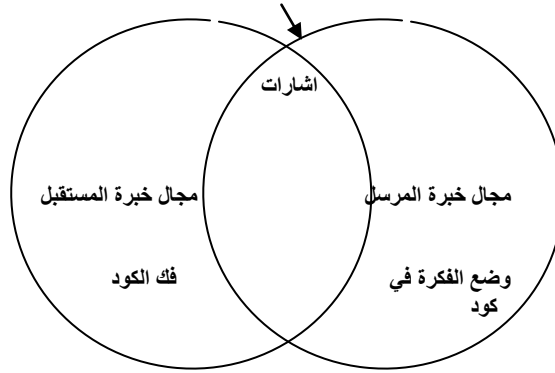 اشارات
مجال خبرة المرسل
مجال خبرة المستقبل
وضع الفكرة في
كود
فك الكود